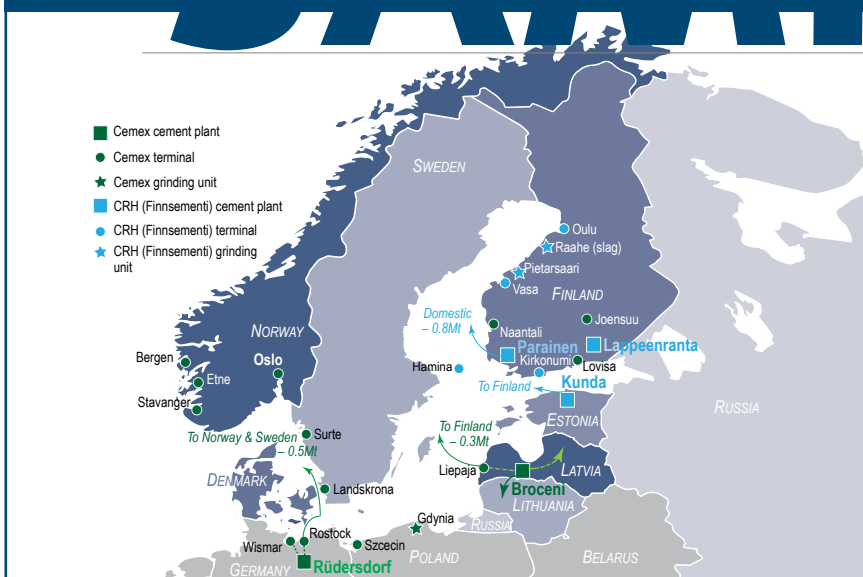 Cemex cement plant
Cemex terminal
Cemex grinding unit
CRH (Finnsementi) cement plant
CRH (Finnsementi) terminal
CRH (Finnsementi) grinding
unit
SWEDEN
Oulu
Raahe (slag)
Pietarsaari
Vasa
FINLAND
Domestic
– 0.8Mt
Naantali
Joensuu
NORWAY
Parainen
Lappeenranta
Bergen
Oslo
Kirkonumi
Lovisa
Etne
Hamina
To Finland
Kunda
Stavanger
RUSSIA
ESTONIA
To Norway & Sweden
– 0.5Mt
Surte
To Finland
– 0.3Mt
Liepaja
LATVIA
DENMARK
Landskrona
Broceni
LITHUANIA
Gdynia
RUSSIA
Rostock
Wismar
Szczecin
POLAND
BELARUS
GERMANY
Rüdersdorf